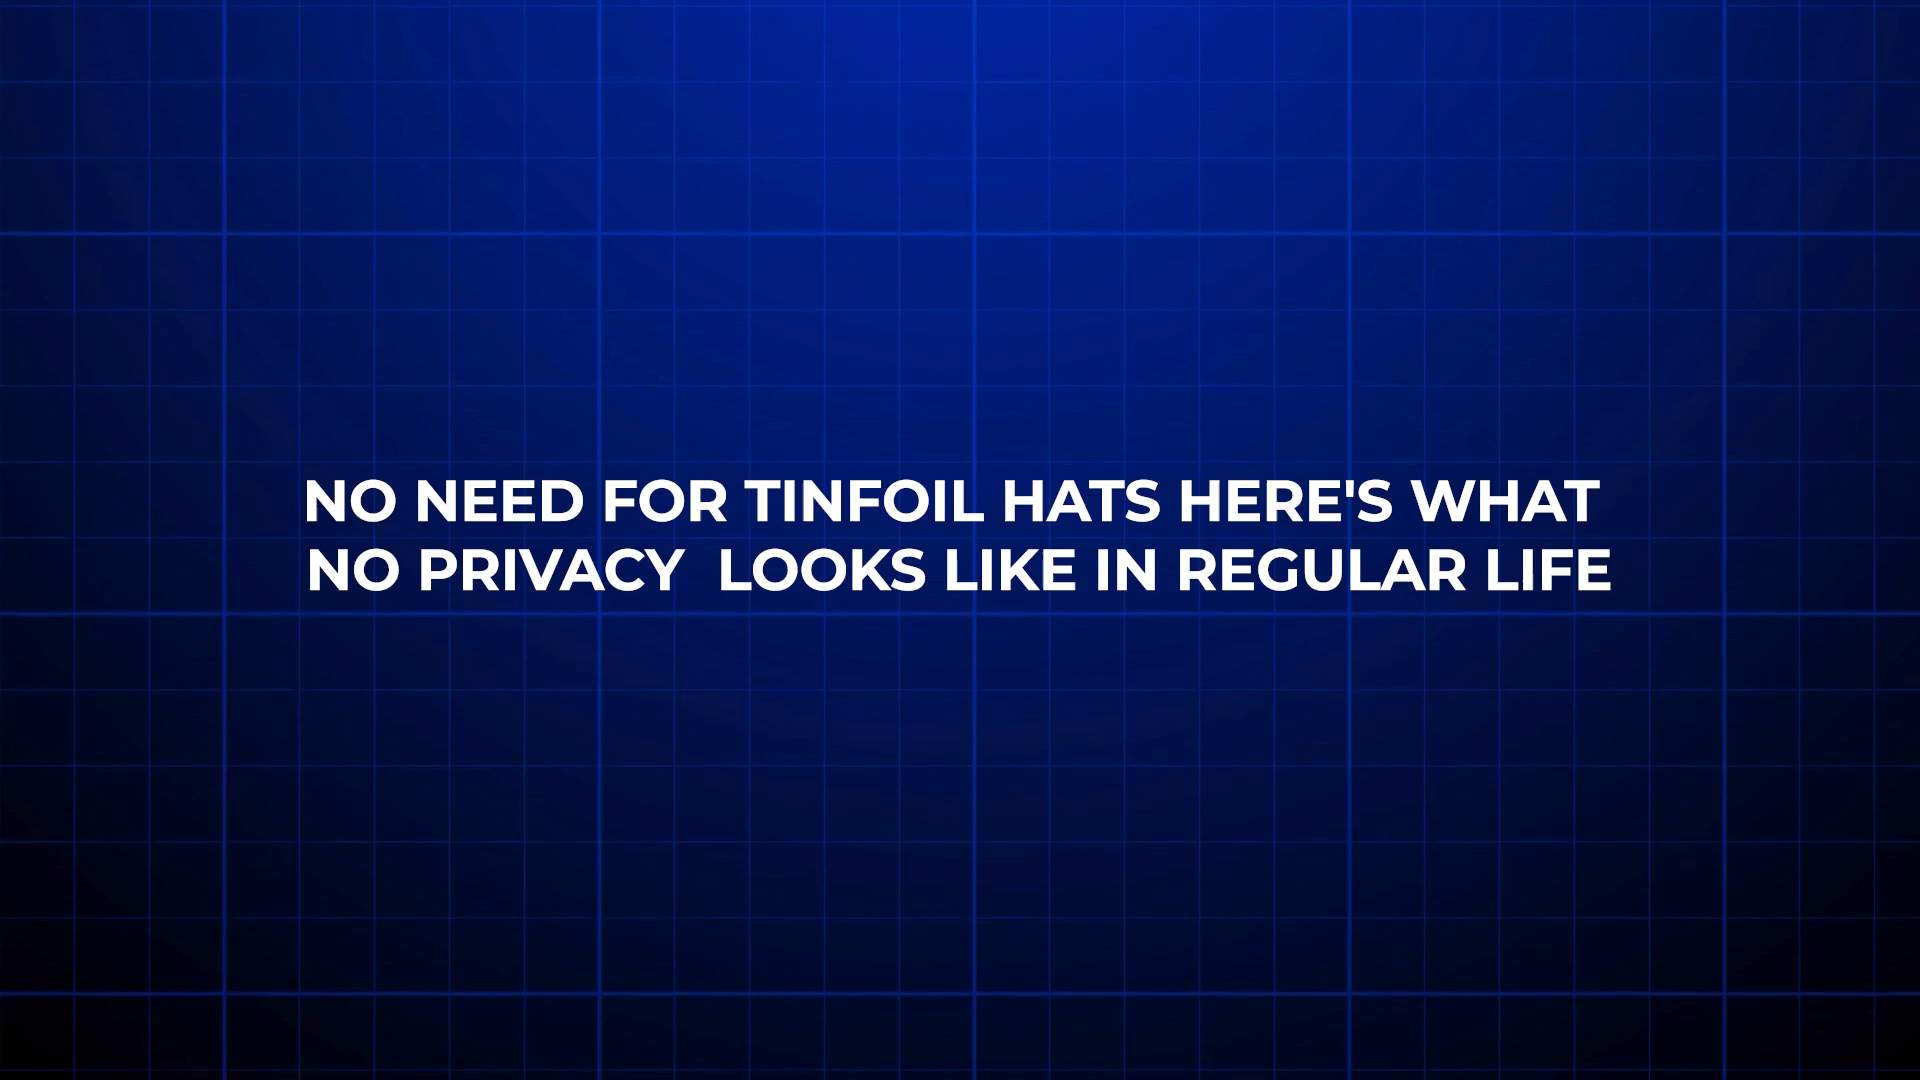 NO NEED FOR TINFOIL HATS HERE'S WHAT
NO PRIVACY  LOOKS LIKE IN REGULAR LIFE